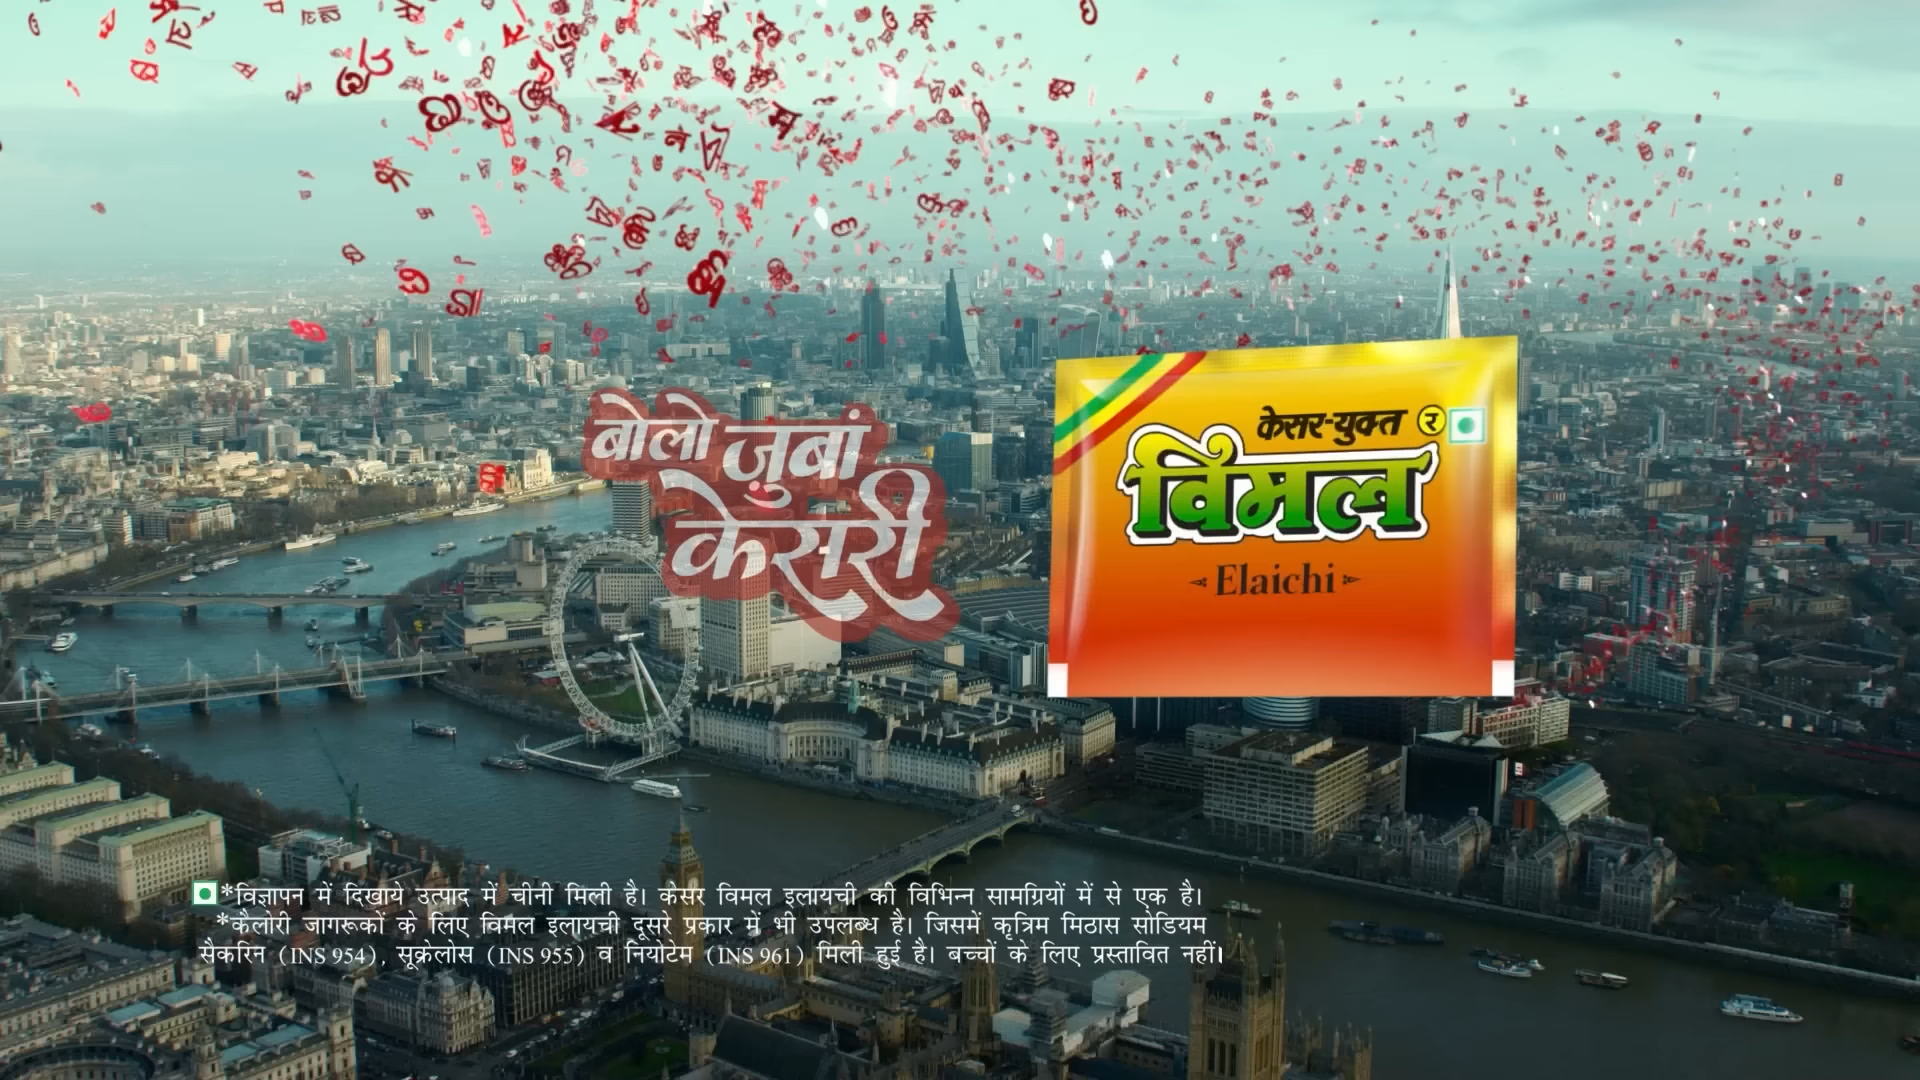 बोलो ज़ुबां
केसरी
केसर-युक्त
विमल
Elaichi
*विज्ञापन में दिखाये उत्पाद में चीनी मिली है। केसर विमल इलायची की विभिन्न सामग्रियों में से एक है।
*कैलोरी जागरूकों के लिए विमल इलायची दूसरे प्रकार में भी उपलब्ध है। जिसमें कृत्रिम मिठास सोडियम
सैकरिन (INS 954), सूक्रेलोस (INS 955) व नियोटेम (INS 961) मिली हुई है। बच्चों के लिए प्रस्तावित नहीं।